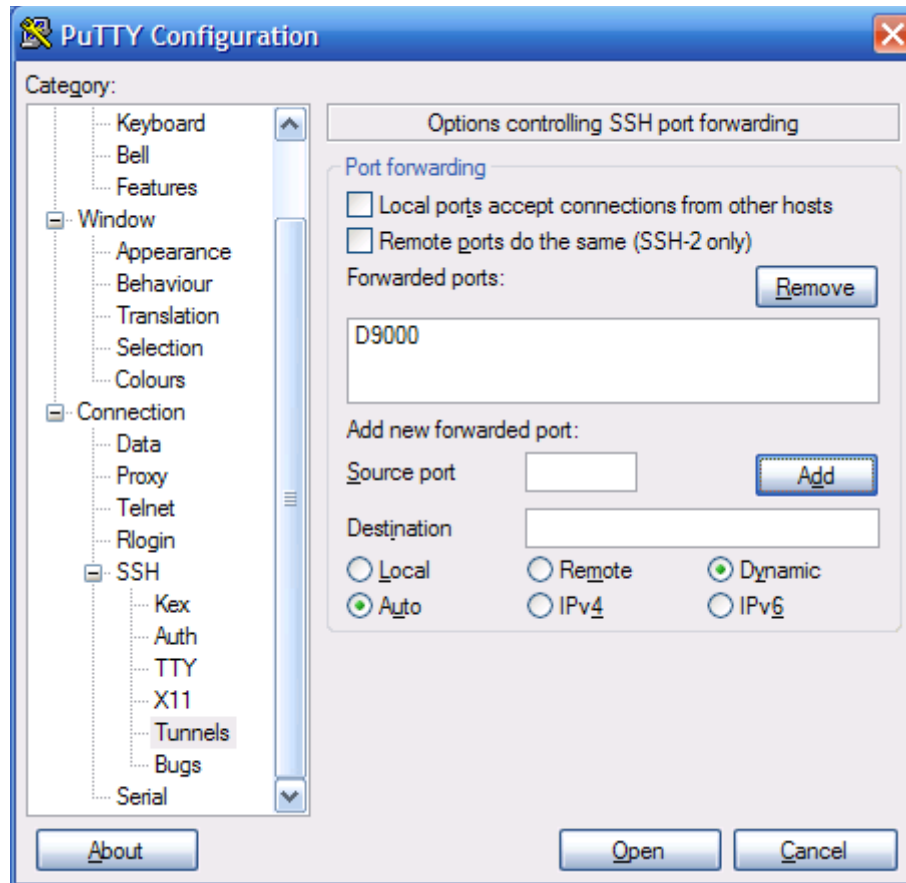 PuTTY Configuration
Category:
Keyboard
Bell
Features
Window
Appearance
Behaviour
Translation
Selection
Colours
Connection
Data
Proxy
Telnet
Rlogin
SSH
Kex
Auth
TTY
X11
Tunnels
Bugs
Serial
Options controlling SSH port forwarding
Port forwarding
Local ports accept connections from other hosts
Remote ports do the same (SSH-2 only)
Forwarded ports:
Remove
D9000
Add new forwarded port:
Source port
Add
Destination
Local Remote Dynamic
Auto IPv4 IPv6
About Open Cancel